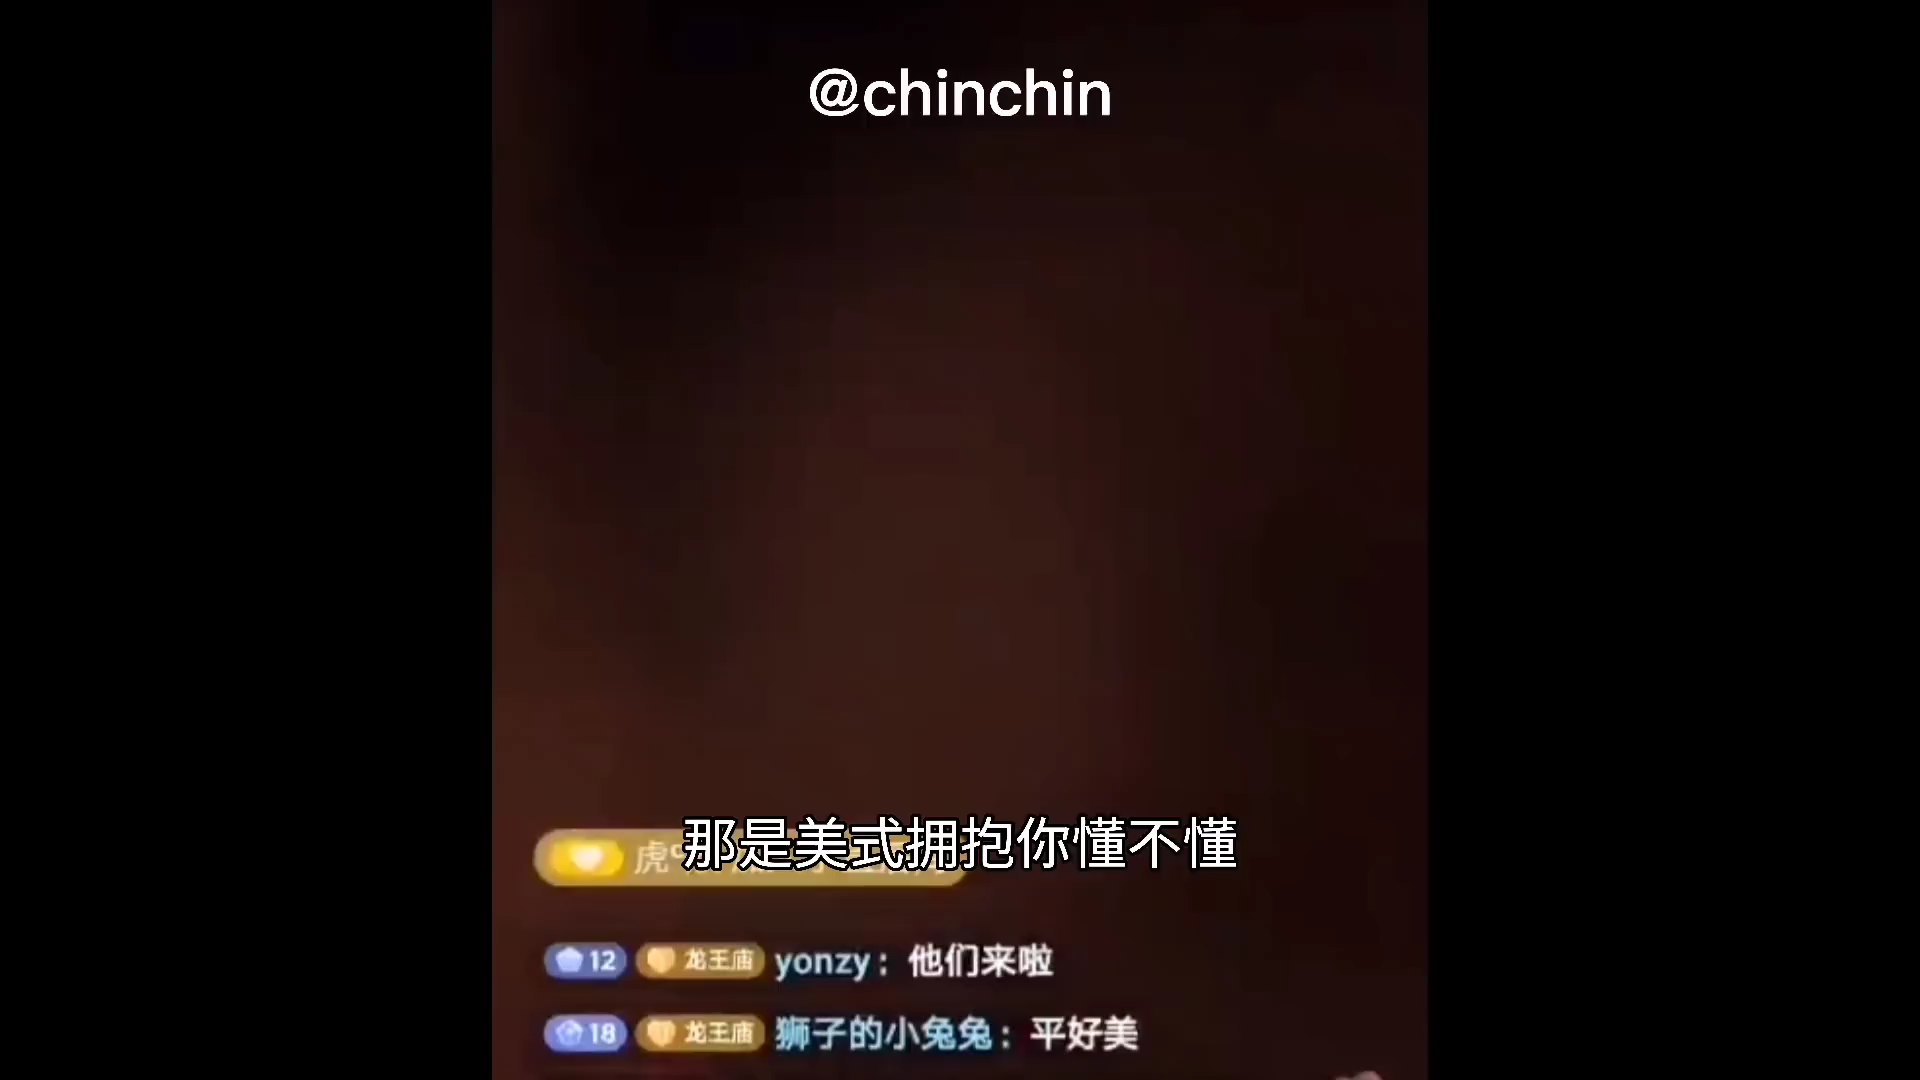 @chinchin
那是美式拥抱你懂不懂
虎
12 龙王庙 yonzy：他们来啦
18 龙王庙 狮子的小兔兔：平好美